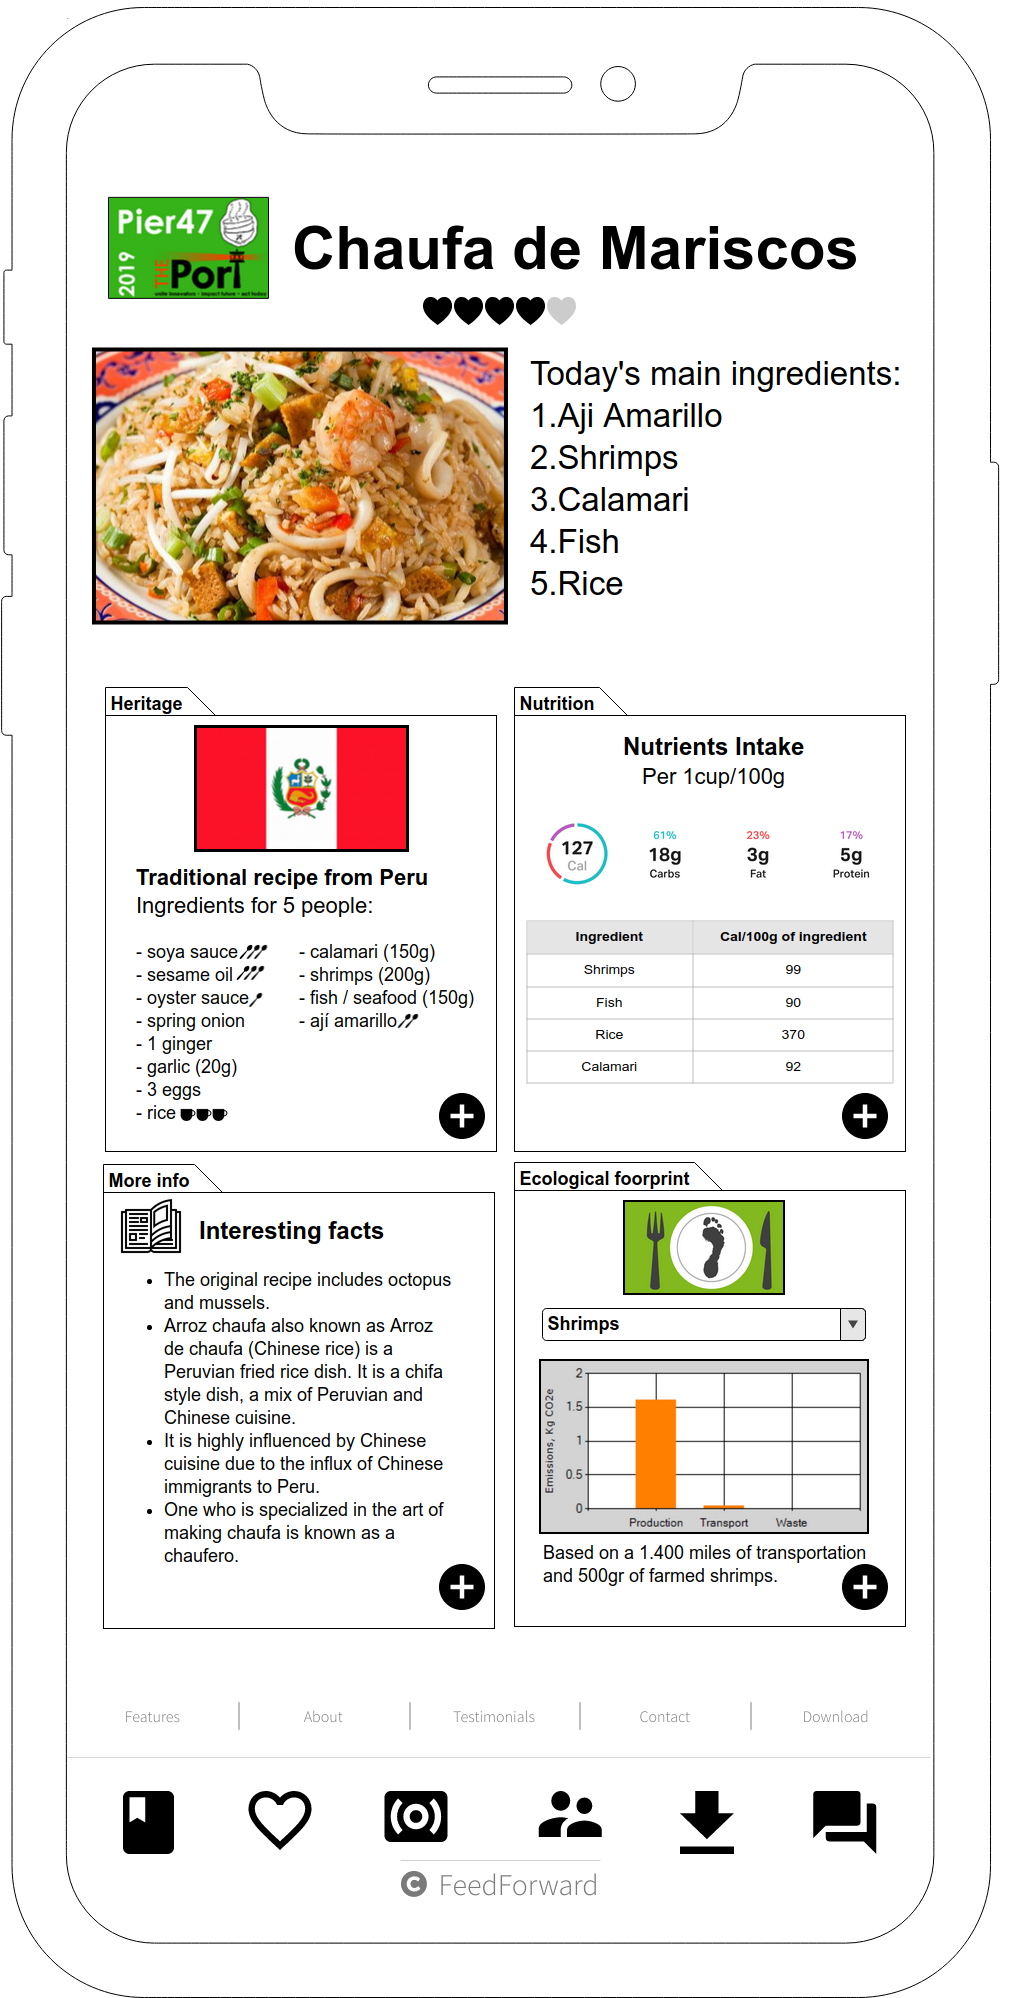 Pier47
2019
THE
Port
unite innovators • impact future • act today
Chaufa de Mariscos
Today's main ingredients:
1.Aji Amarillo
2.Shrimps
3.Calamari
4.Fish
5.Rice
Heritage
Traditional recipe from Peru
Ingredients for 5 people:
- soya sauce
- sesame oil
- oyster sauce
- spring onion
- 1 ginger
- garlic (20g)
- 3 eggs
- rice
- calamari (150g)
- shrimps (200g)
- fish / seafood (150g)
- ají amarillo
Nutrition
Nutrients Intake
Per 1cup/100g
127
Cal
61% 23% 17%
18g 3g 5g
Carbs Fat Protein
Ingredient Cal/100g of ingredient
Shrimps 99
Fish 90
Rice 370
Calamari 92
More info
Interesting facts
• The original recipe includes octopus
and mussels.
• Arroz chaufa also known as Arroz
de chaufa (Chinese rice) is a
Peruvian fried rice dish. It is a chifa
style dish, a mix of Peruvian and
Chinese cuisine.
• It is highly influenced by Chinese
cuisine due to the influx of Chinese
immigrants to Peru.
• One who is specialized in the art of
making chaufa is known as a
chaufero.
Ecological foorprint
Shrimps
Emissions, Kg CO2e
2
1.5
1
0.5
0
Production Transport Waste
Based on a 1.400 miles of transportation
and 500gr of farmed shrimps.
Features About Testimonials Contact Download
© FeedForward